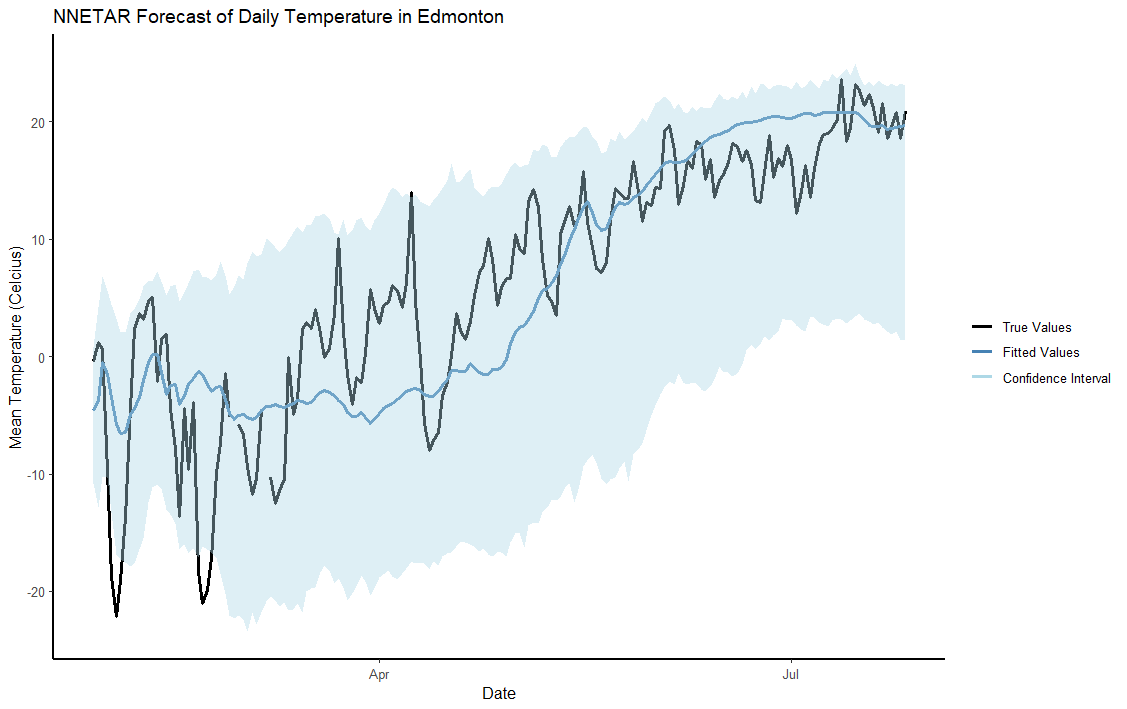 NNETAR Forecast of Daily Temperature in Edmonton
Mean Temperature (Celcius)
20
10
0
-10
-20
Apr
Jul
Date
True Values
Fitted Values
Confidence Interval